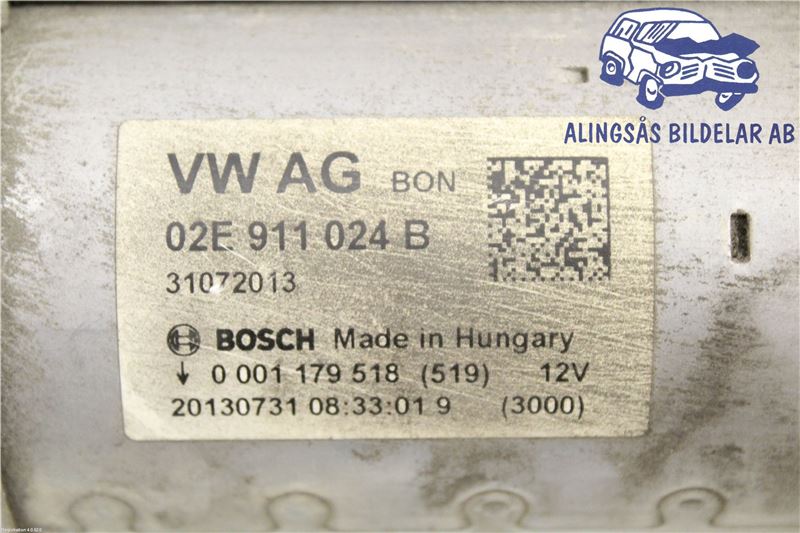 ALINGSÅS BILDELAR AB
VW AG BON
02E 911 024 B
31072013
BOSCH Made in Hungary
↓ 0 001 179 518 (519) 12V
20130731 08:33:01 9 (3000)